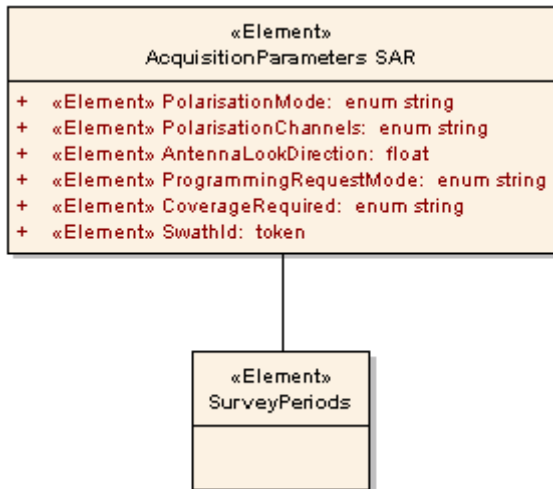 «Element»
AcquisitionParameters SAR
+ «Element» PolarisationMode: enum string
+ «Element» PolarisationChannels: enum string
+ «Element» AntennaLookDirection: float
+ «Element» ProgrammingRequestMode: enum string
+ «Element» CoverageRequired: enum string
+ «Element» SwathId: token
«Element»
SurveyPeriods